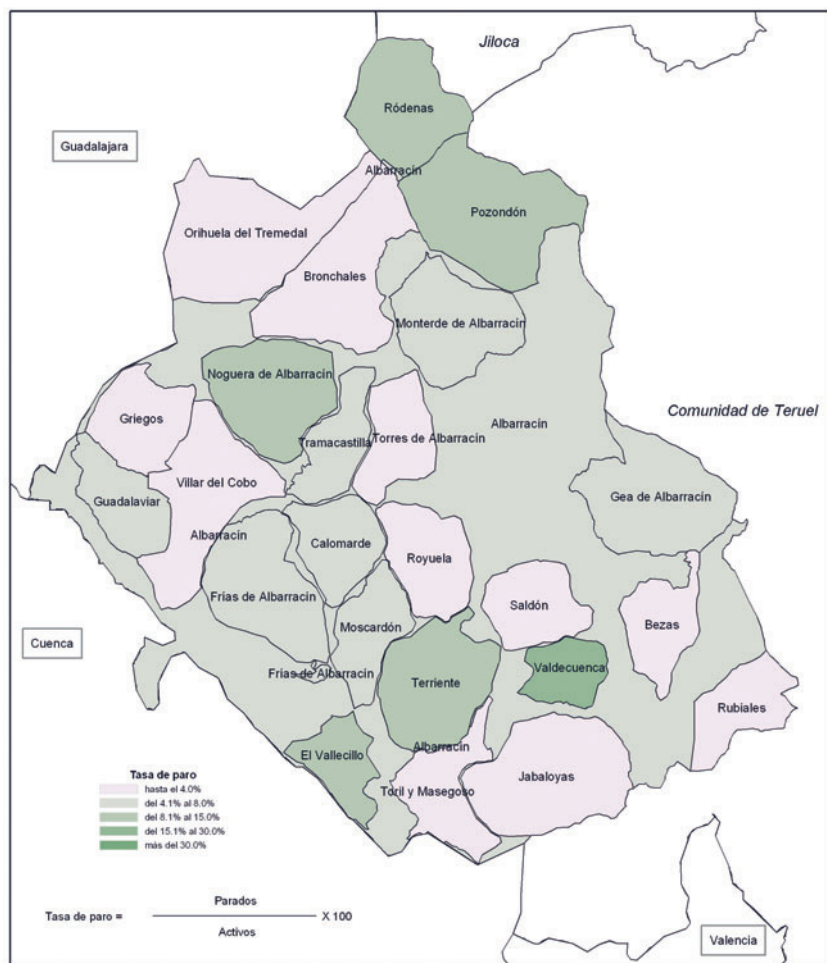 Jiloca
Ródenas
Guadalajara
Albarracín
Pozondón
Orihuela del Tremedal
Bronchales
Monterde de Albarracín
Noguera de Albarracín
Comunidad de Teruel
Griegos
Albarracín
Tramacastilla
Torres de Albarracín
Villar del Cobo
Guadalaviar
Gea de Albarracín
Albarracín
Calomarde
Royuela
Frías de Albarracín
Saldón
Bezas
Moscardón
Cuenca
Frías de Albarracín
Valdecuenca
Terriente
Rubiales
El Vallecillo
Albarracín
Jabaloyas
Toril y Masegoso
Tasa de paro
hasta el 4.0%
del 4.1% al 8.0%
del 8.1% al 15.0%
del 15.1% al 30.0%
más del 30.0%
Parados
Tasa de paro = X 100
Activos
Valencia